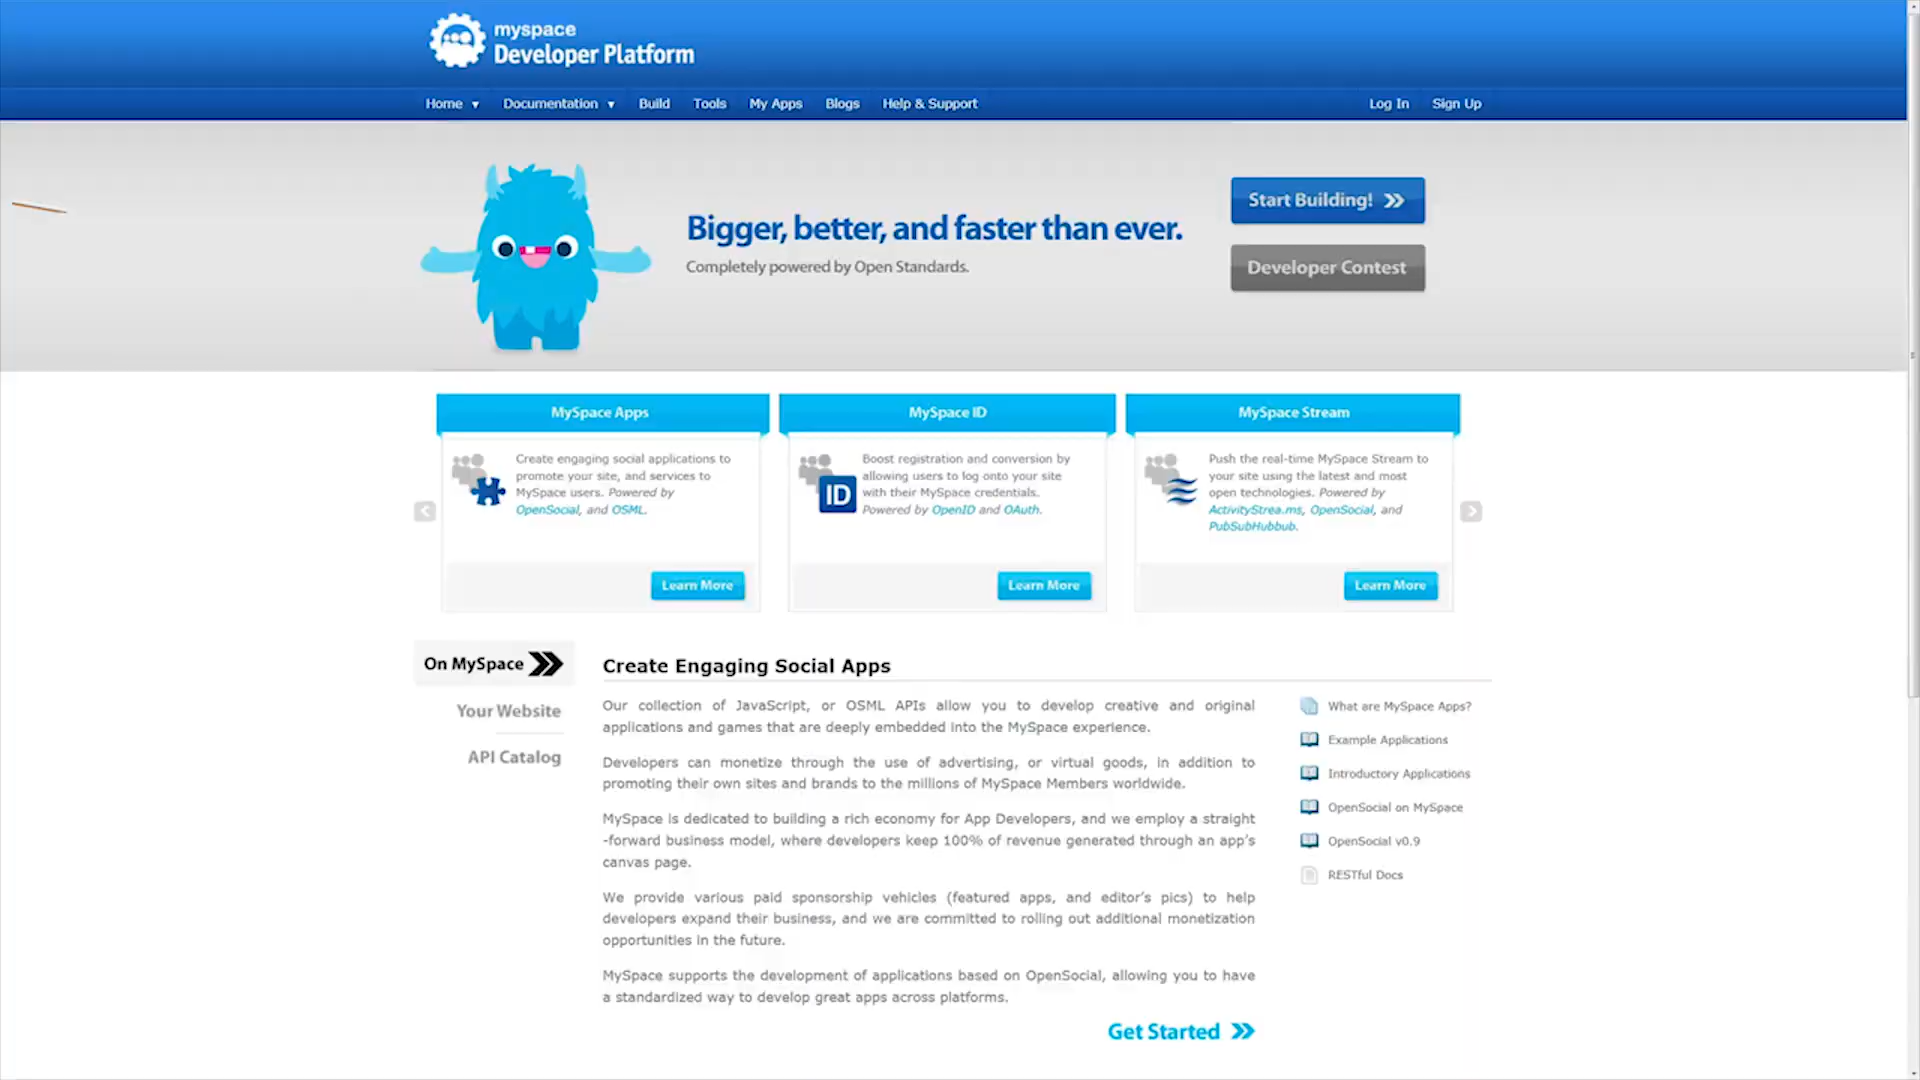 myspace
Developer Platform
Home ▼ Documentation ▼ Build Tools My Apps Blogs Help & Support Log In Sign Up
Bigger, better, and faster than ever.
Completely powered by Open Standards.
Start Building!
Developer Contest
MySpace Apps
Create engaging social applications to
promote your site, and services to
MySpace users. Powered by
OpenSocial, and OSML.
Learn More
MySpace ID
ID
Boost registration and conversion by
allowing users to log onto your site
with their MySpace credentials.
Powered by OpenID and OAuth.
Learn More
MySpace Stream
Push the real-time MySpace Stream to
your site using the latest and most
open technologies. Powered by
ActivityStrea.ms, OpenSocial, and
PubSubHubbub.
Learn More
On MySpace
Your Website
API Catalog
Create Engaging Social Apps
Our collection of JavaScript, or OSML APIs allow you to develop creative and original
applications and games that are deeply embedded into the MySpace experience.
Developers can monetize through the use of advertising, or virtual goods, in addition to
promoting their own sites and brands to the millions of MySpace Members worldwide.
MySpace is dedicated to building a rich economy for App Developers, and we employ a straight
-forward business model, where developers keep 100% of revenue generated through an app's
canvas page.
We provide various paid sponsorship vehicles (featured apps, and editor's pics) to help
developers expand their business, and we are committed to rolling out additional monetization
opportunities in the future.
MySpace supports the development of applications based on OpenSocial, allowing you to have
a standardized way to develop great apps across platforms.
Get Started
What are MySpace Apps?
Example Applications
Introductory Applications
OpenSocial on MySpace
OpenSocial v0.9
RESTful Docs